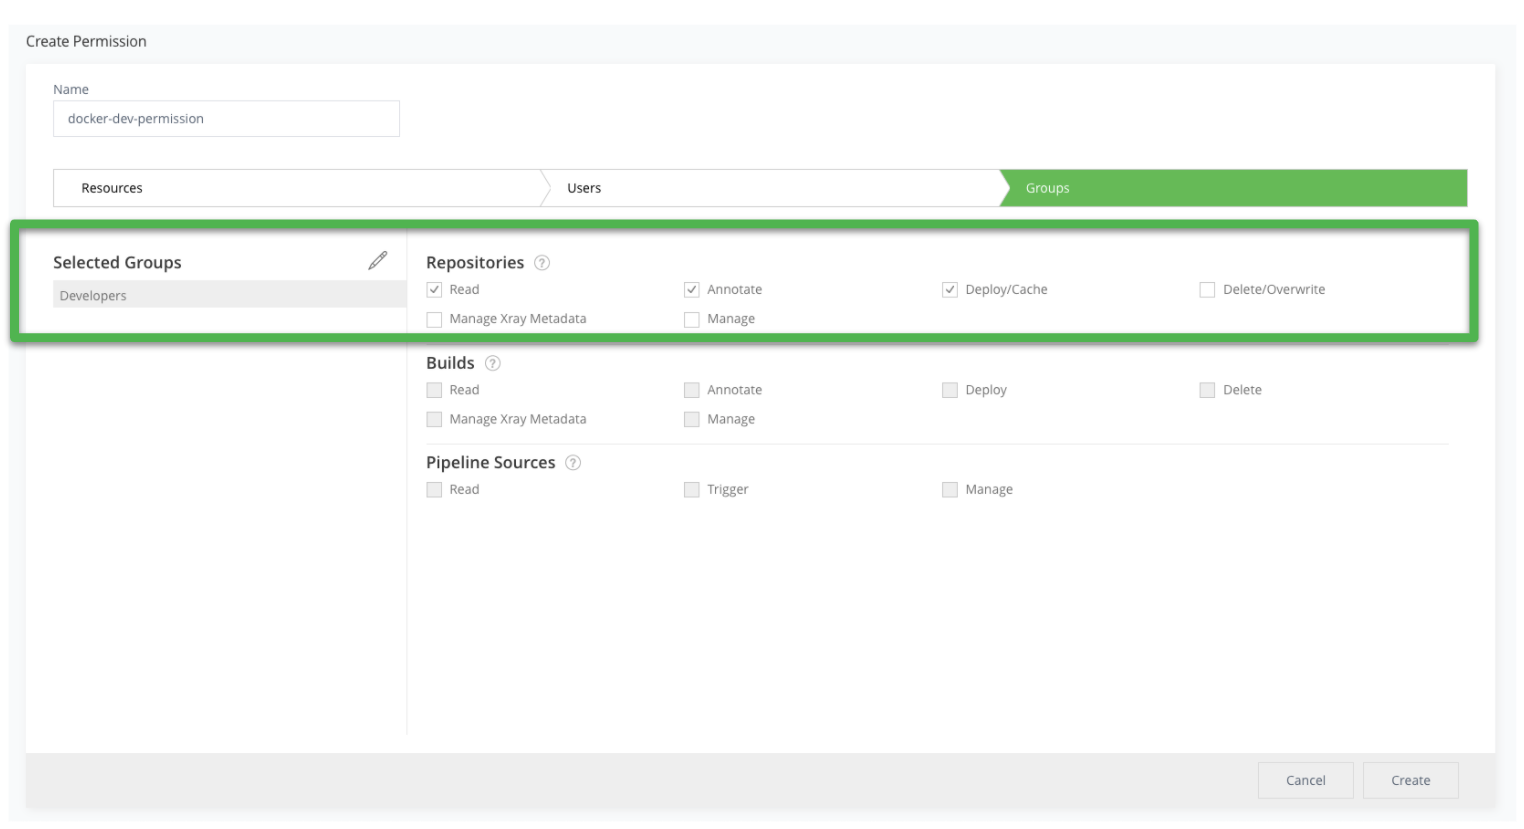 Create Permission
Name
docker-dev-permission
Resources
Users
Groups
Selected Groups
Developers
Repositories ?
Read
Annotate
Deploy/Cache
Delete/Overwrite
Manage Xray Metadata
Manage
Builds ?
Read
Annotate
Deploy
Delete
Manage Xray Metadata
Manage
Pipeline Sources ?
Read
Trigger
Manage
Cancel
Create